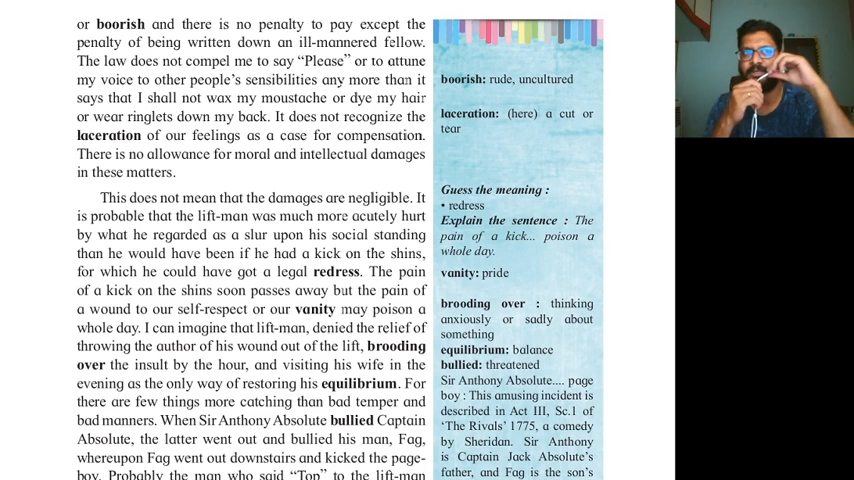 or boorish and there is no penalty to pay except the
penalty of being written down an ill-mannered fellow.
The law does not compel me to say “Please” or to attune
my voice to other people’s sensibilities any more than it
says that I shall not wax my moustache or dye my hair
or wear ringlets down my back. It does not recognize the
laceration of our feelings as a case for compensation.
There is no allowance for moral and intellectual damages
in these matters.
This does not mean that the damages are negligible. It
is probable that the lift-man was much more acutely hurt
by what he regarded as a slur upon his social standing
than he would have been if he had a kick on the shins,
for which he could have got a legal redress. The pain
of a kick on the shins soon passes away but the pain of
a wound to our self-respect or our vanity may poison a
whole day. I can imagine that lift-man, denied the relief of
throwing the author of his wound out of the lift, brooding
over the insult by the hour, and visiting his wife in the
evening as the only way of restoring his equilibrium. For
there are few things more catching than bad temper and
bad manners. When Sir Anthony Absolute bullied Captain
Absolute, the latter went out and bullied his man, Fag,
whereupon Fag went out downstairs and kicked the page-
boy. Probably the man who said “Top” to the lift-man
boorish: rude, uncultured
laceration: (here) a cut or
tear
Guess the meaning :
• redress
Explain the sentence : The
pain of a kick... poison a
whole day.
vanity: pride
brooding over : thinking
anxiously or sadly about
something
equilibrium: balance
bullied: threatened
Sir Anthony Absolute.... page
boy : This amusing incident is
described in Act III, Sc.1 of
‘The Rivals’ 1775, a comedy
by Sheridan. Sir Anthony
is Captain Jack Absolute’s
father, and Fag is the son’s